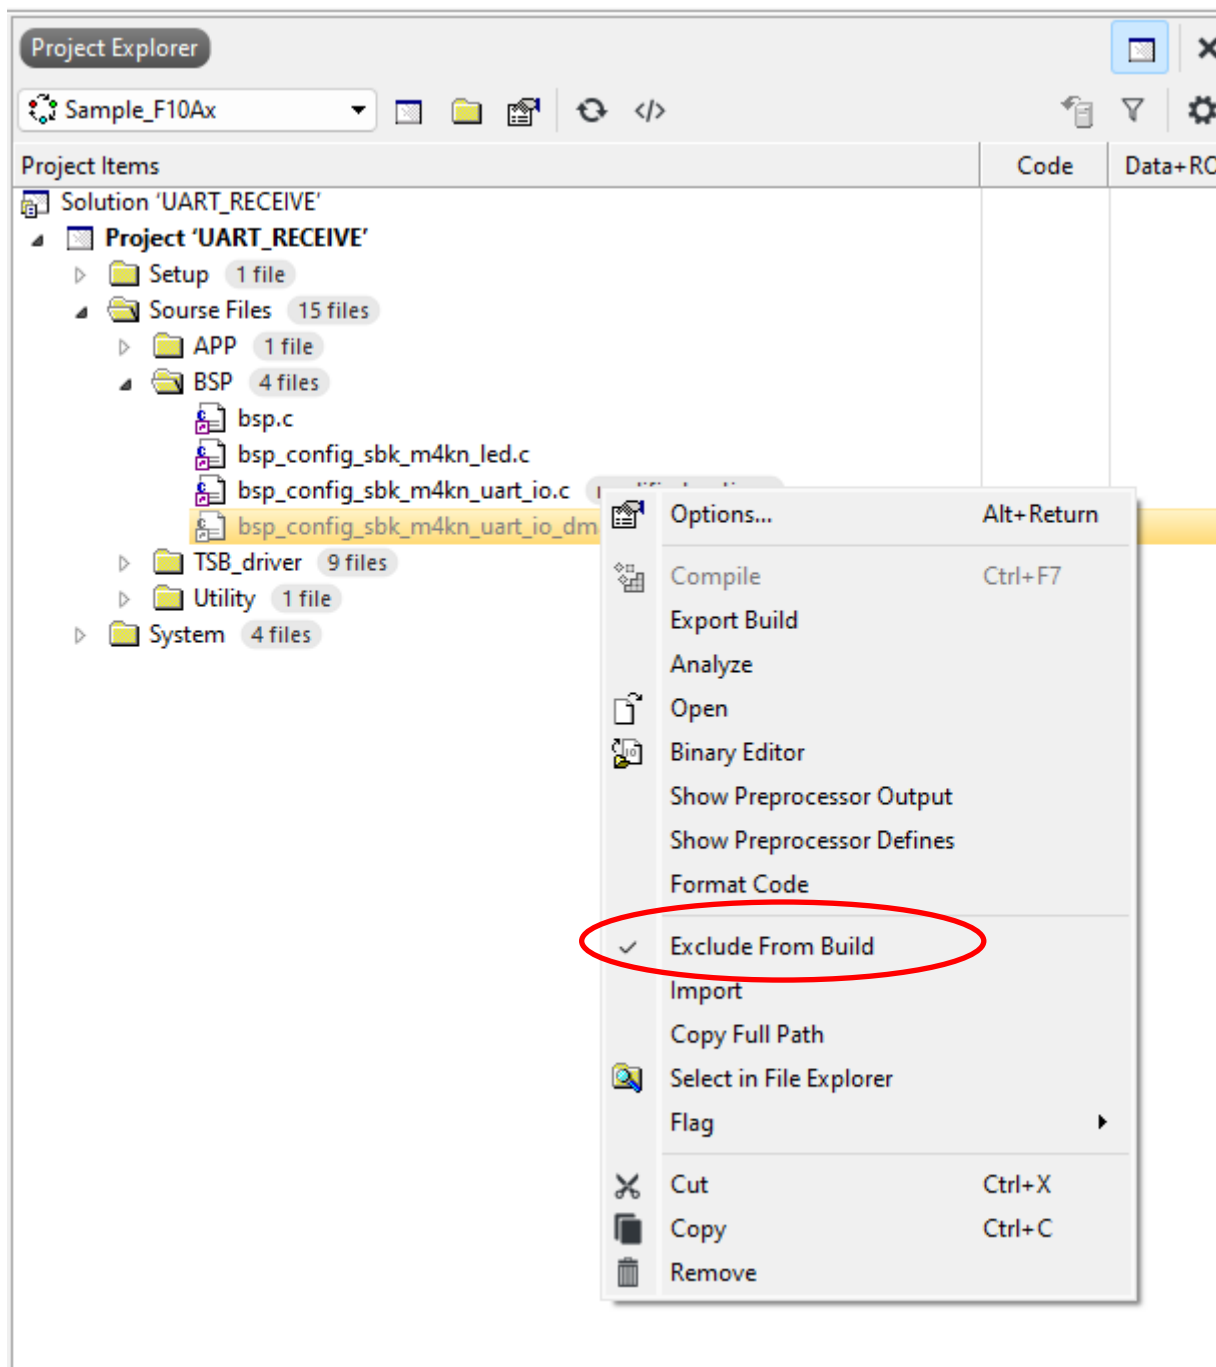 Project Explorer
Sample_F10Ax
Project Items Code Data+RO
Solution ‘UART_RECEIVE’
Project ‘UART_RECEIVE’
Setup 1 file
Sourse Files 15 files
APP 1 file
BSP 4 files
bsp.c
bsp_config_sbk_m4kn_led.c
bsp_config_sbk_m4kn_uart_io.c
bsp_config_sbk_m4kn_uart_io_dm
TSB_driver 9 files
Utility 1 file
System 4 files
Options... Alt+Return
Compile Ctrl+F7
Export Build
Analyze
Open
Binary Editor
Show Preprocessor Output
Show Preprocessor Defines
Format Code
Exclude From Build
Import
Copy Full Path
Select in File Explorer
Flag
Cut Ctrl+X
Copy Ctrl+C
Remove